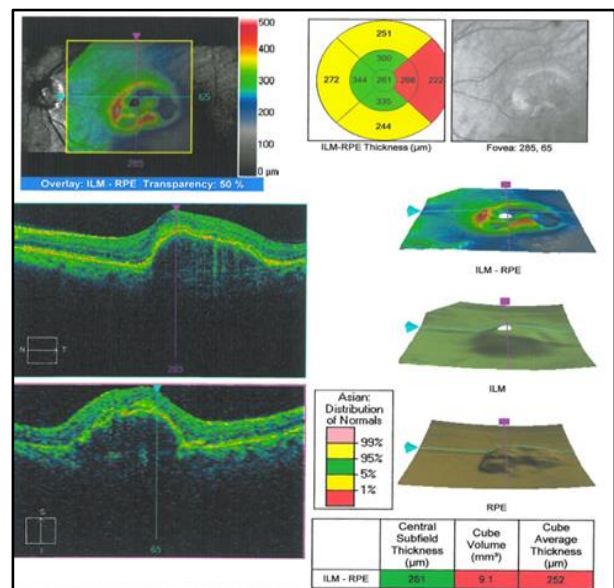 500
400
300
200
100
0 µm
65
285
Overlay: ILM - RPE Transparency: 50 %
251
300
272
344
261
266
222
335
244
ILM-RPE Thickness (µm)
Fovea: 285, 65
ILM - RPE
N
T
285
ILM
Asian:
Distribution
of Normals
99%
95%
5%
1%
RPE
S
I
65
Central
Subfield
Thickness
(µm)
Cube
Volume
(mm³)
Cube
Average
Thickness
(µm)
ILM - RPE
261
9.1
252